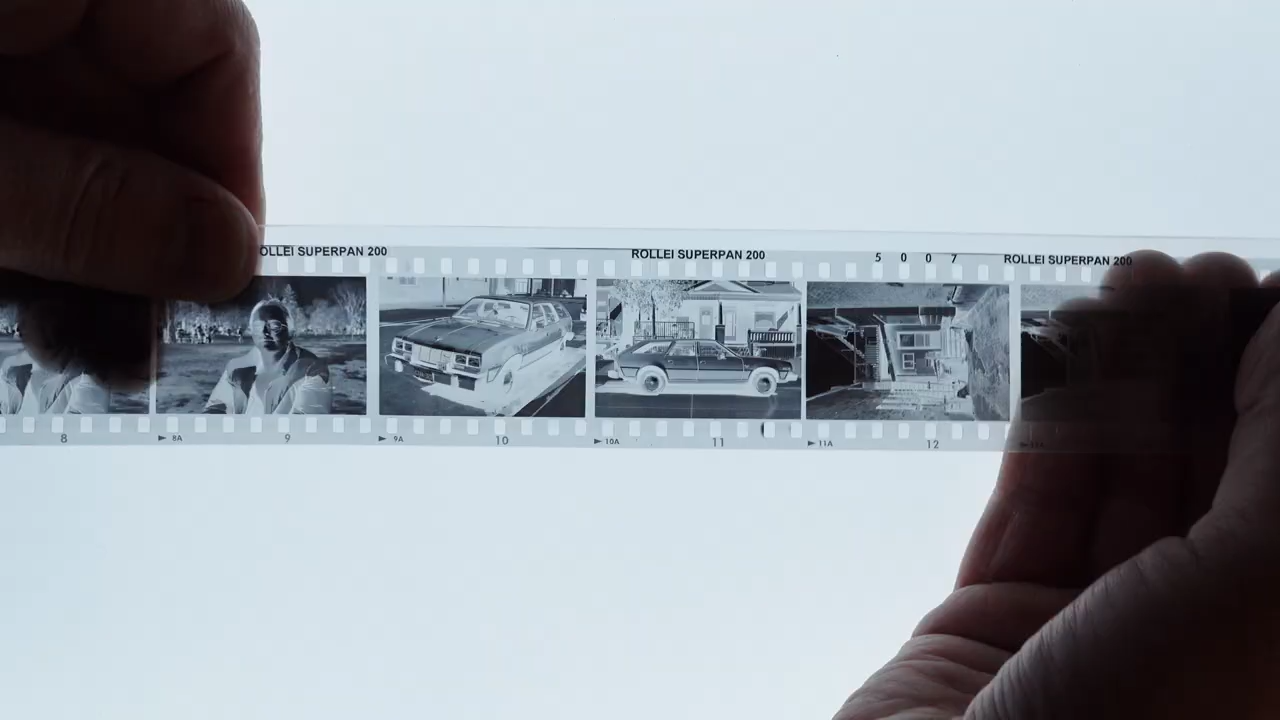 OLLEI SUPERPAN 200 ROLLEI SUPERPAN 200 5 0 0 7 ROLLEI SUPERPAN 200
8 8A 9 9A 10 10A 11 11A 12